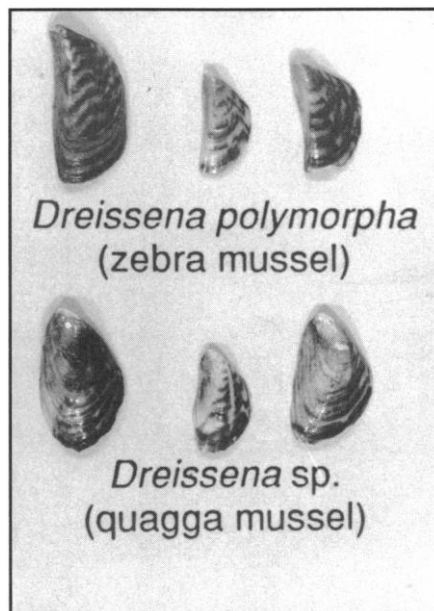 Dreissena polymorpha
(zebra mussel)
Dreissena sp.
(quagga mussel)